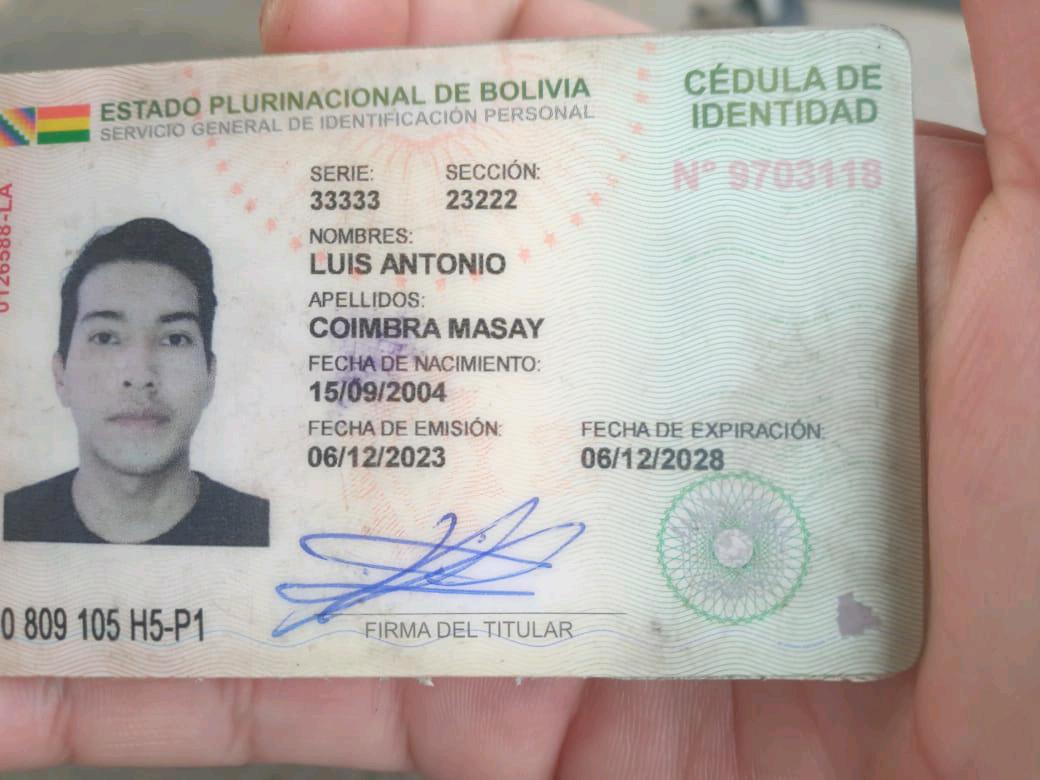 ESTADO PLURINACIONAL DE BOLIVIA
SERVICIO GENERAL DE IDENTIFICACIÓN PERSONAL
CÉDULA DE
IDENTIDAD
Nº 9703118
SERIE: SECCIÓN:
33333 23222
NOMBRES:
LUIS ANTONIO
APELLIDOS:
COIMBRA MASAY
FECHA DE NACIMIENTO:
15/09/2004
FECHA DE EMISIÓN: FECHA DE EXPIRACIÓN:
06/12/2023 06/12/2028
0126588-LA
0 809 105 H5-P1
FIRMA DEL TITULAR